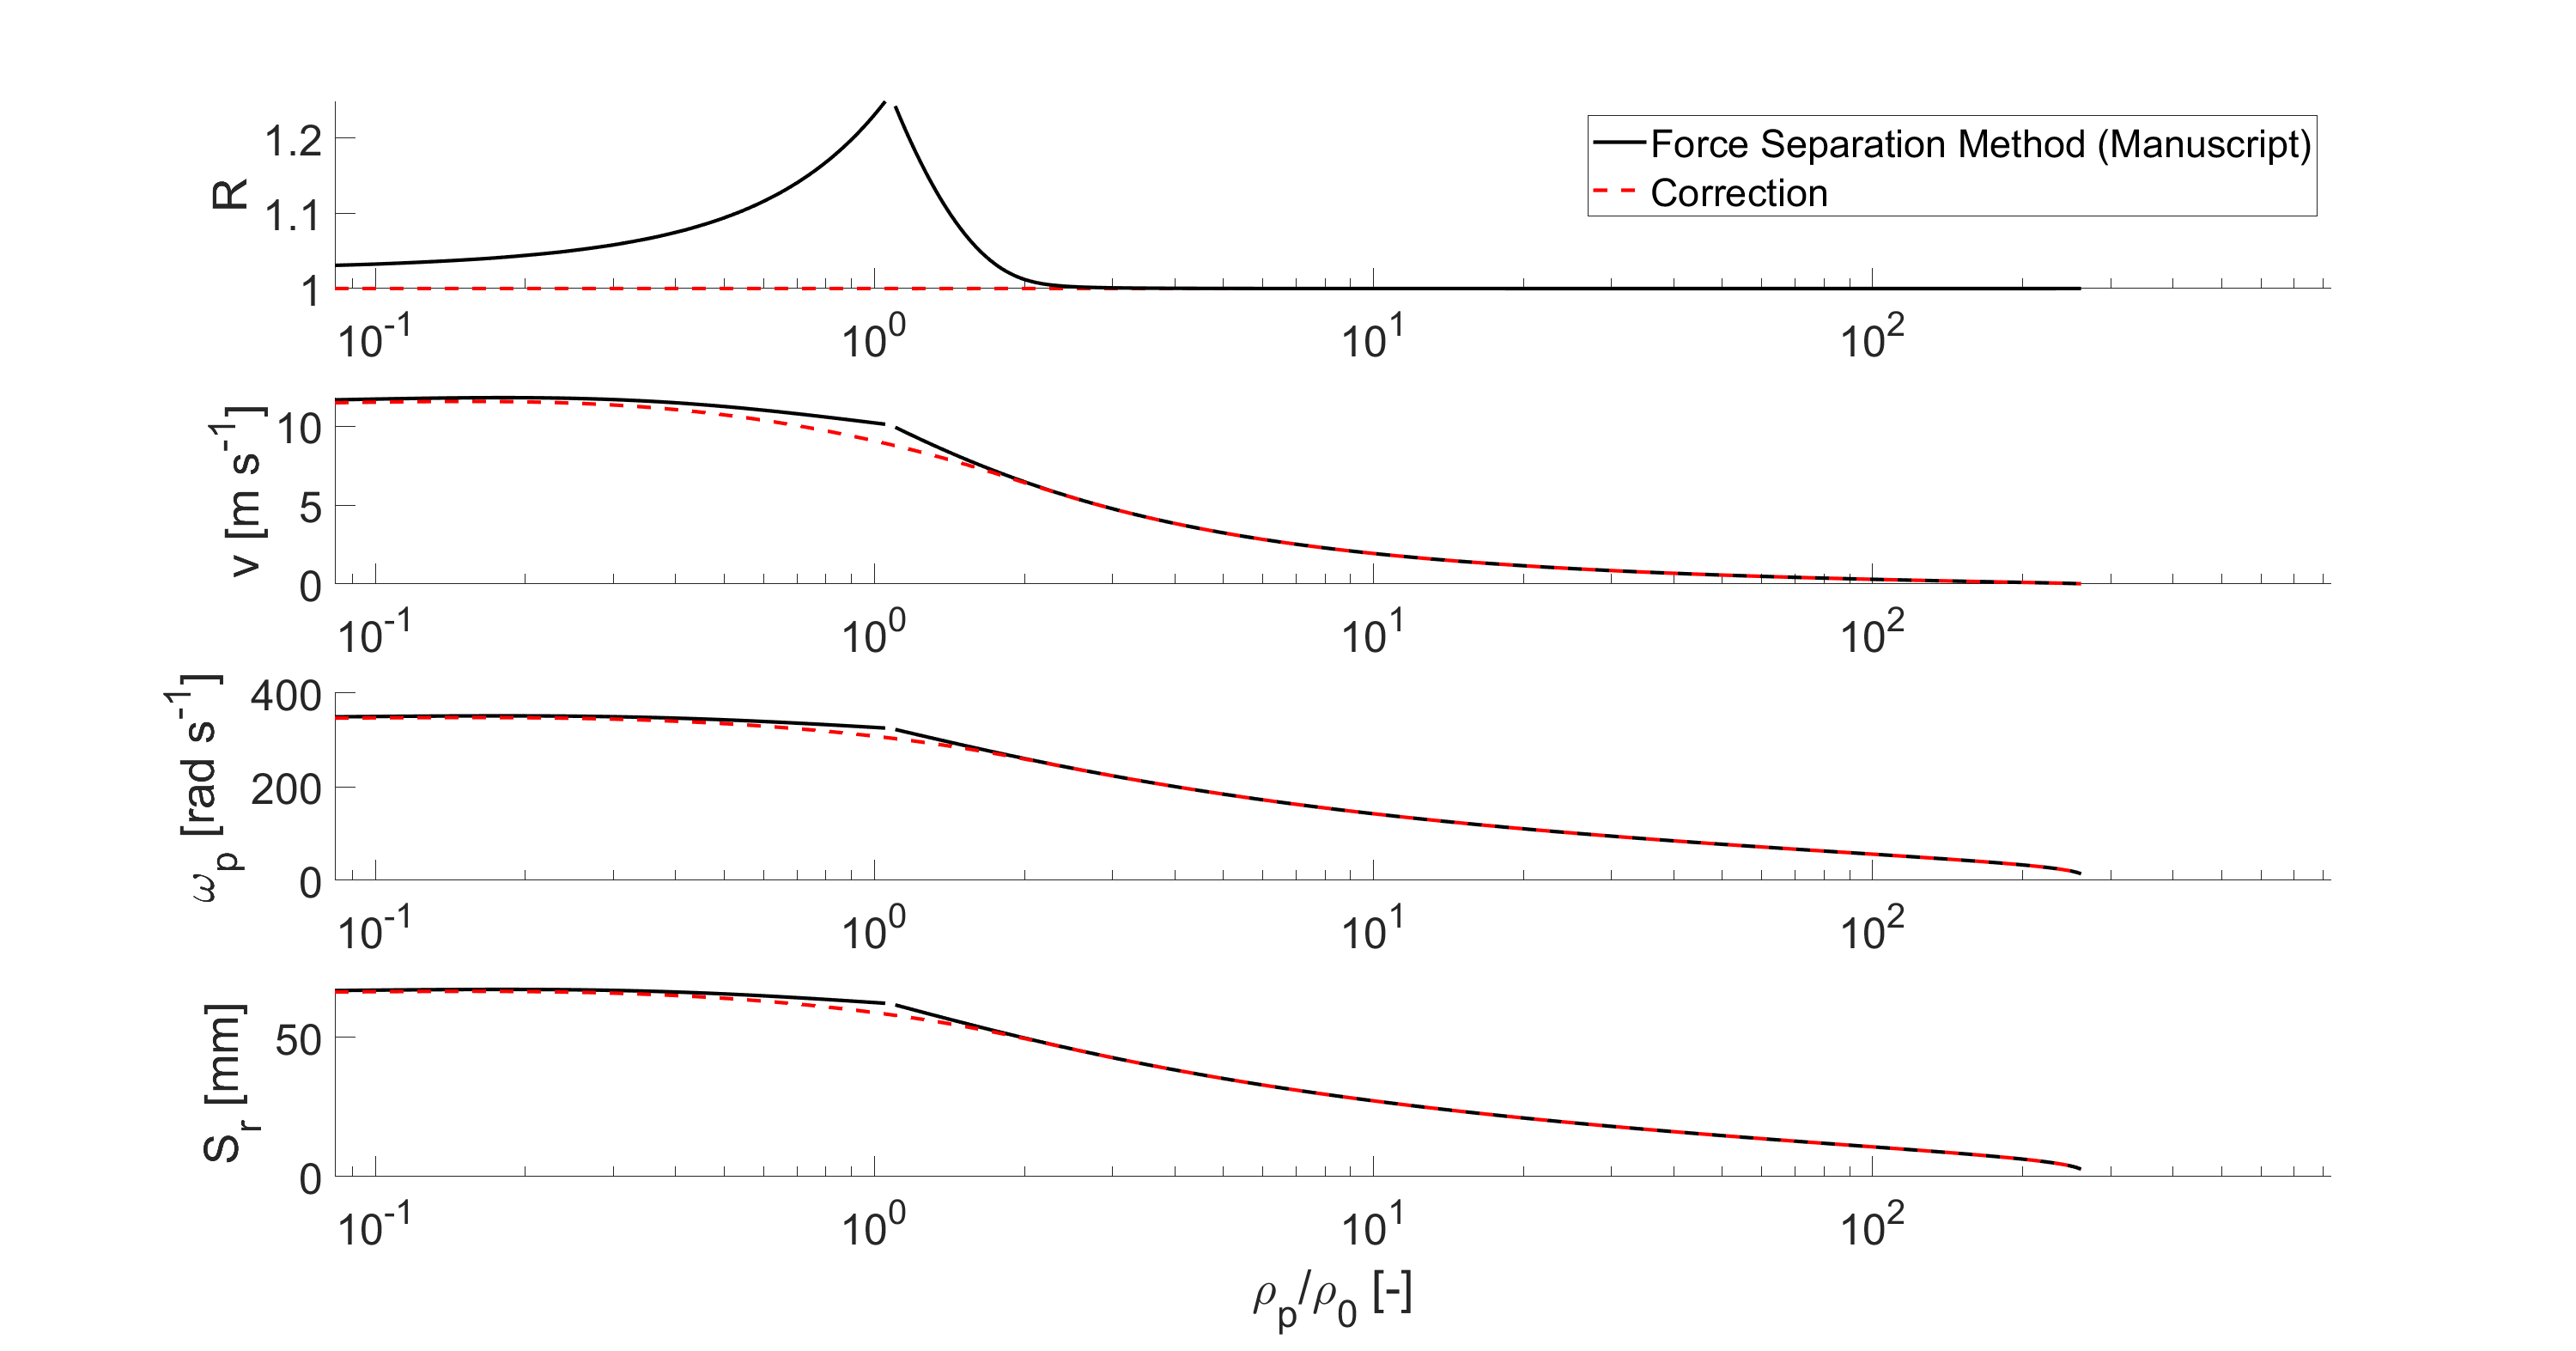 Force Separation Method (Manuscript)
Correction
R
1.2
1.1
1
10^-1 10^0 10^1 10^2
v [m s^-1]
10
5
0
10^-1 10^0 10^1 10^2
ω_p [rad s^-1]
400
200
0
10^-1 10^0 10^1 10^2
S_r [mm]
50
0
10^-1 10^0 10^1 10^2
ρ_p/ρ_0 [-]